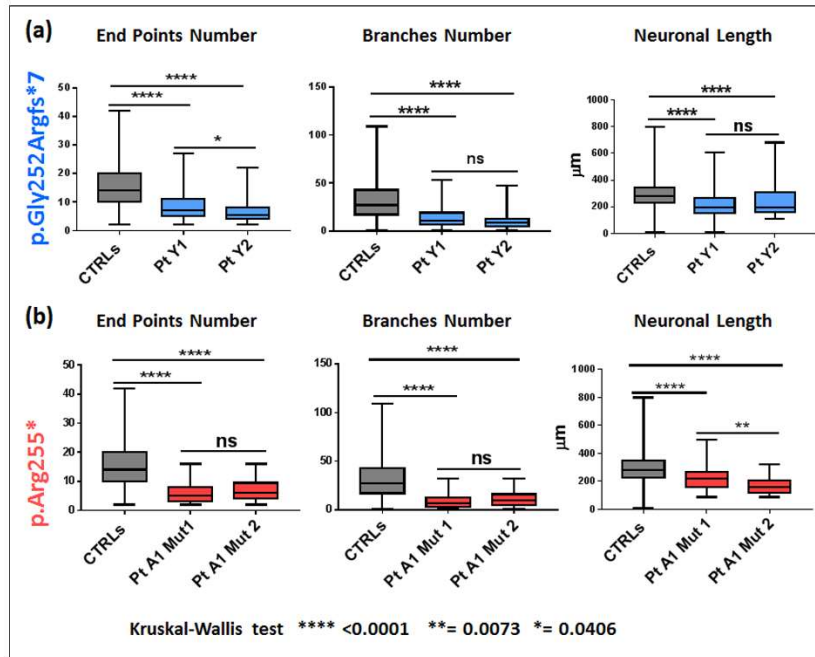 (a)
p.Gly252Argfs*7
End Points Number
50
40
30
20
10
0
****
****
*
CTRLs
Pt Y1
Pt Y2
Branches Number
150
100
50
0
****
****
ns
CTRLs
Pt Y1
Pt Y2
Neuronal Length
μm
1000
800
600
400
200
0
****
****
ns
CTRLs
Pt Y1
Pt Y2
(b)
p.Arg255*
End Points Number
50
40
30
20
10
0
****
****
ns
CTRLs
Pt A1 Mut1
Pt A1 Mut 2
Branches Number
150
100
50
0
****
****
ns
CTRLs
Pt A1 Mut 1
Pt A1 Mut 2
Neuronal Length
μm
1000
800
600
400
200
0
****
****
**
CTRLs
Pt A1 Mut 1
Pt A1 Mut 2
Kruskal-Wallis test **** <0.0001 **= 0.0073 *= 0.0406